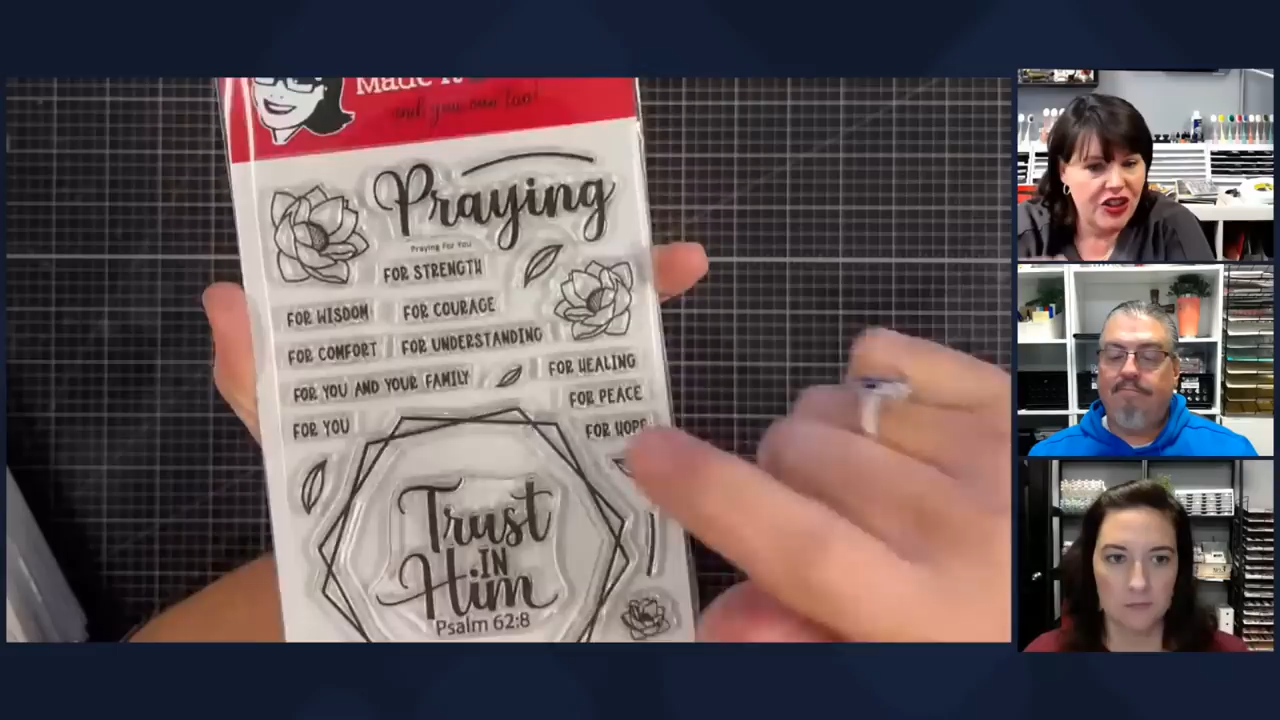 Made It
and you can too!
Praying
Praying For You
FOR STRENGTH
FOR WISDOM
FOR COURAGE
FOR COMFORT
FOR UNDERSTANDING
FOR HEALING
FOR YOU AND YOUR FAMILY
FOR PEACE
FOR YOU
FOR HOPE
Trust
IN
Him
Psalm 62:8